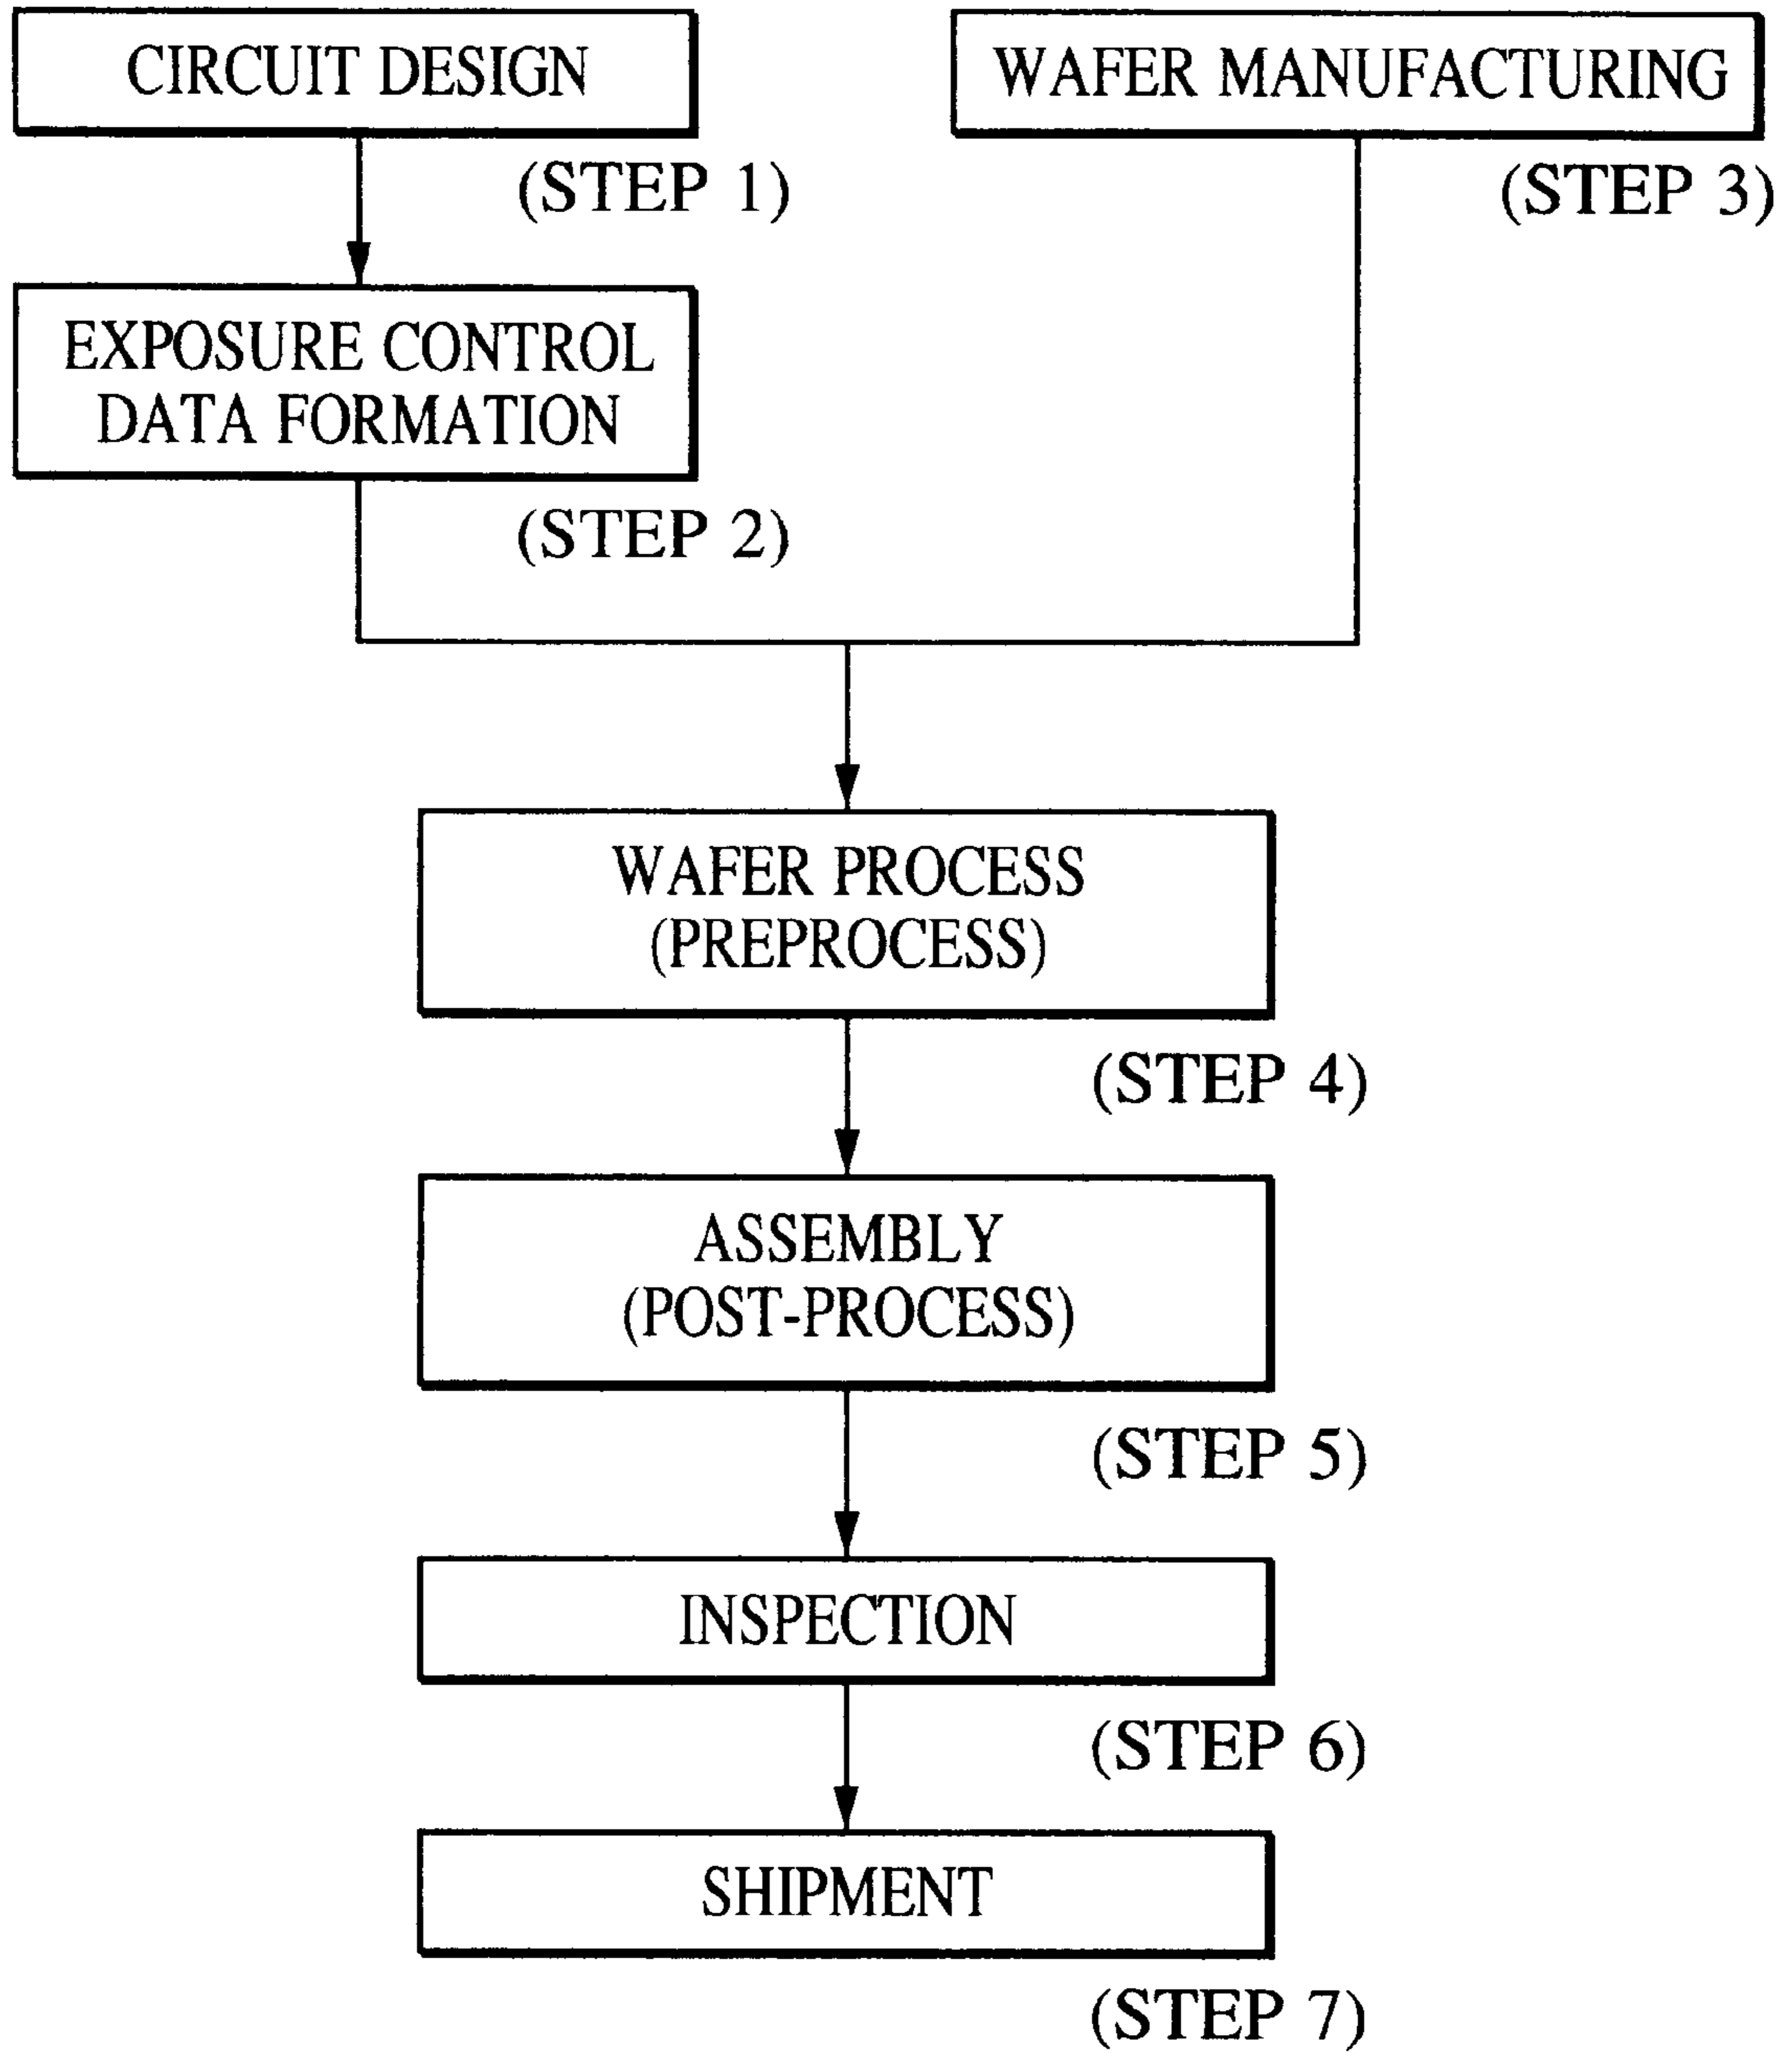 CIRCUIT DESIGN
(STEP 1)
WAFER MANUFACTURING
(STEP 3)
EXPOSURE CONTROL
DATA FORMATION
(STEP 2)
WAFER PROCESS
(PREPROCESS)
(STEP 4)
ASSEMBLY
(POST-PROCESS)
(STEP 5)
INSPECTION
(STEP 6)
SHIPMENT
(STEP 7)